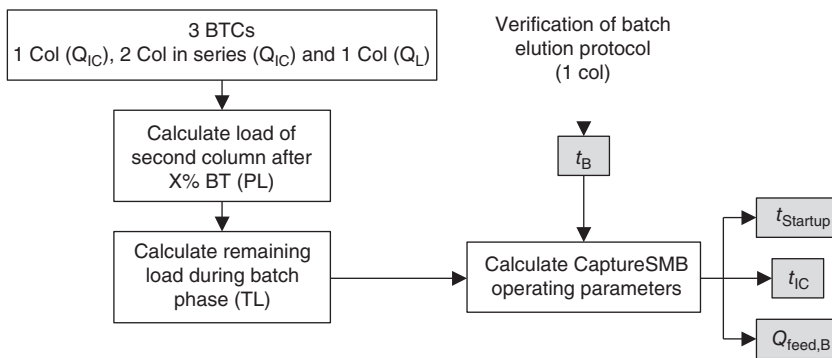 3 BTCs
1 Col (Q_IC), 2 Col in series (Q_IC) and 1 Col (Q_L)
Verification of batch
elution protocol
(1 col)
Calculate load of
second column after
X% BT (PL)
t_B
Calculate remaining
load during batch
phase (TL)
Calculate CaptureSMB
operating parameters
t_Startup
t_IC
Q_feed,B